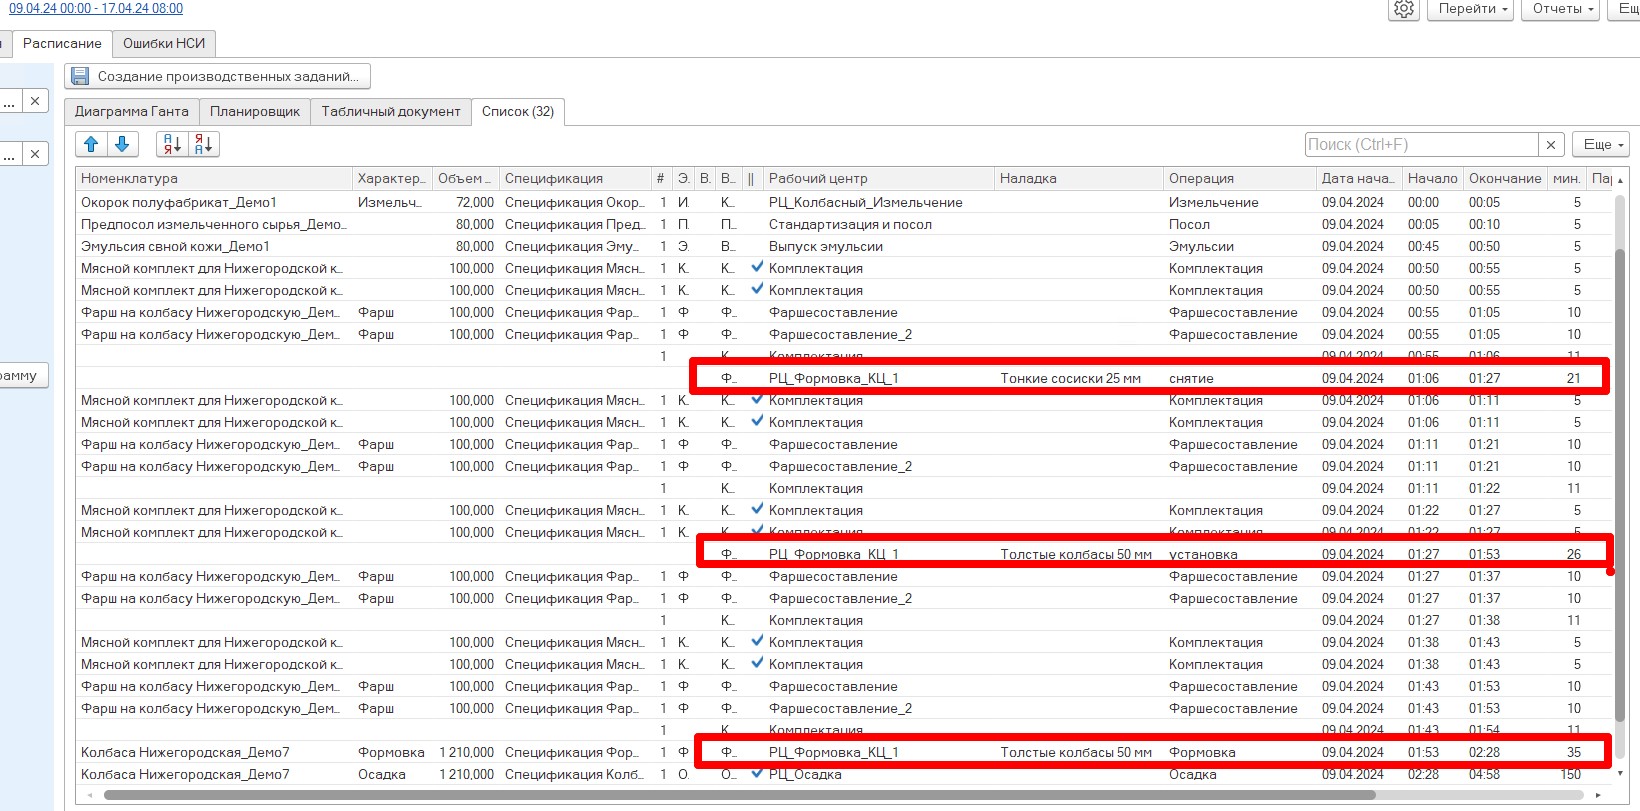 09.04.24 00:00 - 17.04.24 08:00
Перейти
Отчеты
Расписание
Ошибки НСИ
... ×
... ×
Создание производственных заданий...
Диаграмма Ганта
Планировщик
Табличный документ
Список (32)
Поиск (Ctrl+F)
×
Еще
Номенклатура Характер... Объем ... Спецификация # Э. В. В... || Рабочий центр Наладка Операция Дата нача... Начало Окончание мин.
Окорок полуфабрикат_Демо1 Измельч... 72,000 Спецификация Окор... 1 И. К... РЦ_Колбасный_Измельчение Измельчение 09.04.2024 00:00 00:05 5
Предпосол измельченного сырья_Демо... 80,000 Спецификация Пред... 1 П. П... Стандартизация и посол Посол 09.04.2024 00:05 00:10 5
Эмульсия свной кожи_Демо1 80,000 Спецификация Эму... 1 Э. В... Выпуск эмульсии Эмульсии 09.04.2024 00:45 00:50 5
Мясной комплект для Нижегородской к... 100,000 Спецификация Мясн... 1 К. К... Комплектация Комплектация 09.04.2024 00:50 00:55 5
Мясной комплект для Нижегородской к... 100,000 Спецификация Мясн... 1 К. К... Комплектация Комплектация 09.04.2024 00:50 00:55 5
Фарш на колбасу Нижегородскую_Дем... Фарш 100,000 Спецификация Фар... 1 Ф Ф... Фаршесоставление Фаршесоставление 09.04.2024 00:55 01:05 10
Фарш на колбасу Нижегородскую_Дем... Фарш 100,000 Спецификация Фар... 1 Ф Ф... Фаршесоставление_2 Фаршесоставление 09.04.2024 00:55 01:05 10
1 К... Комплектация 09.04.2024 00:55 01:06 11
Ф... РЦ_Формовка_КЦ_1 Тонкие сосиски 25 мм снятие 09.04.2024 01:06 01:27 21
Мясной комплект для Нижегородской к... 100,000 Спецификация Мясн... 1 К. К... Комплектация Комплектация 09.04.2024 01:06 01:11 5
Мясной комплект для Нижегородской к... 100,000 Спецификация Мясн... 1 К. К... Комплектация Комплектация 09.04.2024 01:06 01:11 5
Фарш на колбасу Нижегородскую_Дем... Фарш 100,000 Спецификация Фар... 1 Ф Ф... Фаршесоставление Фаршесоставление 09.04.2024 01:11 01:21 10
Фарш на колбасу Нижегородскую_Дем... Фарш 100,000 Спецификация Фар... 1 Ф Ф... Фаршесоставление_2 Фаршесоставление 09.04.2024 01:11 01:21 10
1 К... Комплектация 09.04.2024 01:11 01:22 11
Мясной комплект для Нижегородской к... 100,000 Спецификация Мясн... 1 К. К... Комплектация Комплектация 09.04.2024 01:22 01:27 5
Мясной комплект для Нижегородской к... 100,000 Спецификация Мясн... 1 К. К... Комплектация Комплектация 09.04.2024 01:22 01:27 5
Ф... РЦ_Формовка_КЦ_1 Толстые колбасы 50 мм установка 09.04.2024 01:27 01:53 26
Фарш на колбасу Нижегородскую_Дем... Фарш 100,000 Спецификация Фар... 1 Ф Ф... Фаршесоставление Фаршесоставление 09.04.2024 01:27 01:37 10
Фарш на колбасу Нижегородскую_Дем... Фарш 100,000 Спецификация Фар... 1 Ф Ф... Фаршесоставление_2 Фаршесоставление 09.04.2024 01:27 01:37 10
1 К... Комплектация 09.04.2024 01:27 01:38 11
Мясной комплект для Нижегородской к... 100,000 Спецификация Мясн... 1 К. К... Комплектация Комплектация 09.04.2024 01:38 01:43 5
Мясной комплект для Нижегородской к... 100,000 Спецификация Мясн... 1 К. К... Комплектация Комплектация 09.04.2024 01:38 01:43 5
Фарш на колбасу Нижегородскую_Дем... Фарш 100,000 Спецификация Фар... 1 Ф Ф... Фаршесоставление Фаршесоставление 09.04.2024 01:43 01:53 10
Фарш на колбасу Нижегородскую_Дем... Фарш 100,000 Спецификация Фар... 1 Ф Ф... Фаршесоставление_2 Фаршесоставление 09.04.2024 01:43 01:53 10
1 К... Комплектация 09.04.2024 01:43 01:54 11
Колбаса Нижегородская_Демо7 Формовка 1 210,000 Спецификация Фор... 1 Ф Ф... РЦ_Формовка_КЦ_1 Толстые колбасы 50 мм Формовка 09.04.2024 01:53 02:28 35
Колбаса Нижегородская_Демо7 Осадка 1 210,000 Спецификация Колб... 1 О. О... РЦ_Осадка Осадка 09.04.2024 02:28 04:58 150